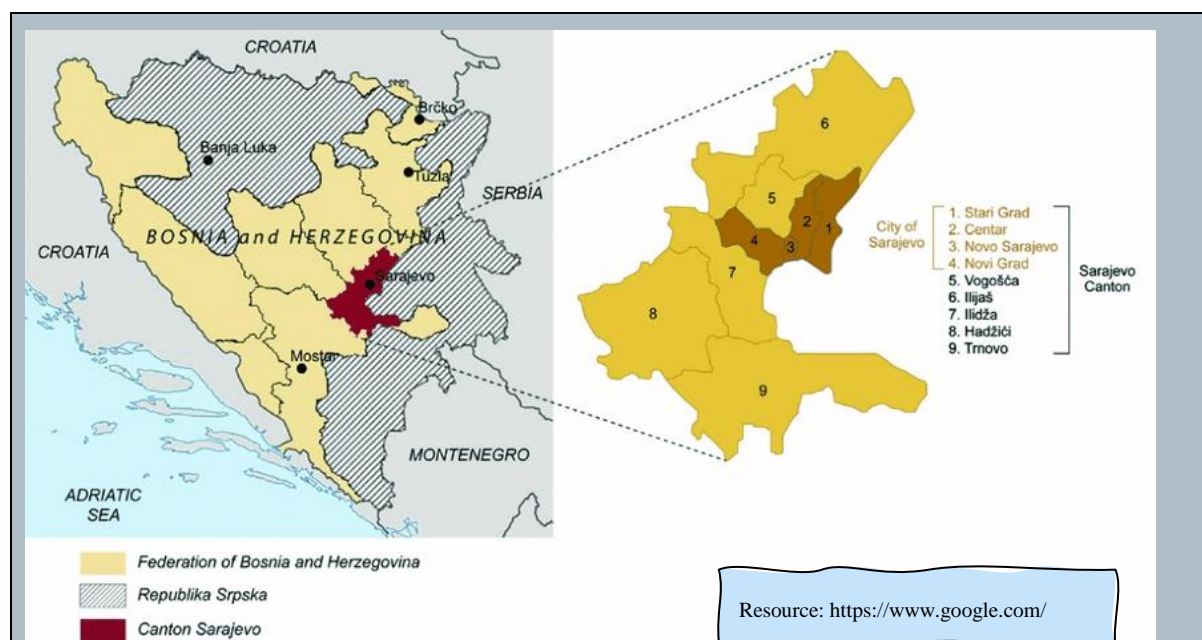 CROATIA
Brčko
Banja Luka
Tuzla
SERBIA
BOSNIA and HERZEGOVINA
CROATIA
Sarajevo
Mostar
MONTENEGRO
ADRIATIC
SEA
Federation of Bosnia and Herzegovina
Republika Srpska
Canton Sarajevo
6
5
2
1
4
3
7
8
9
City of
Sarajevo
1. Stari Grad
2. Centar
3. Novo Sarajevo
4. Novi Grad
5. Vogošća
6. Ilijaš
7. Ilidža
8. Hadžići
9. Trnovo
Sarajevo
Canton
Resource: https://www.google.com/